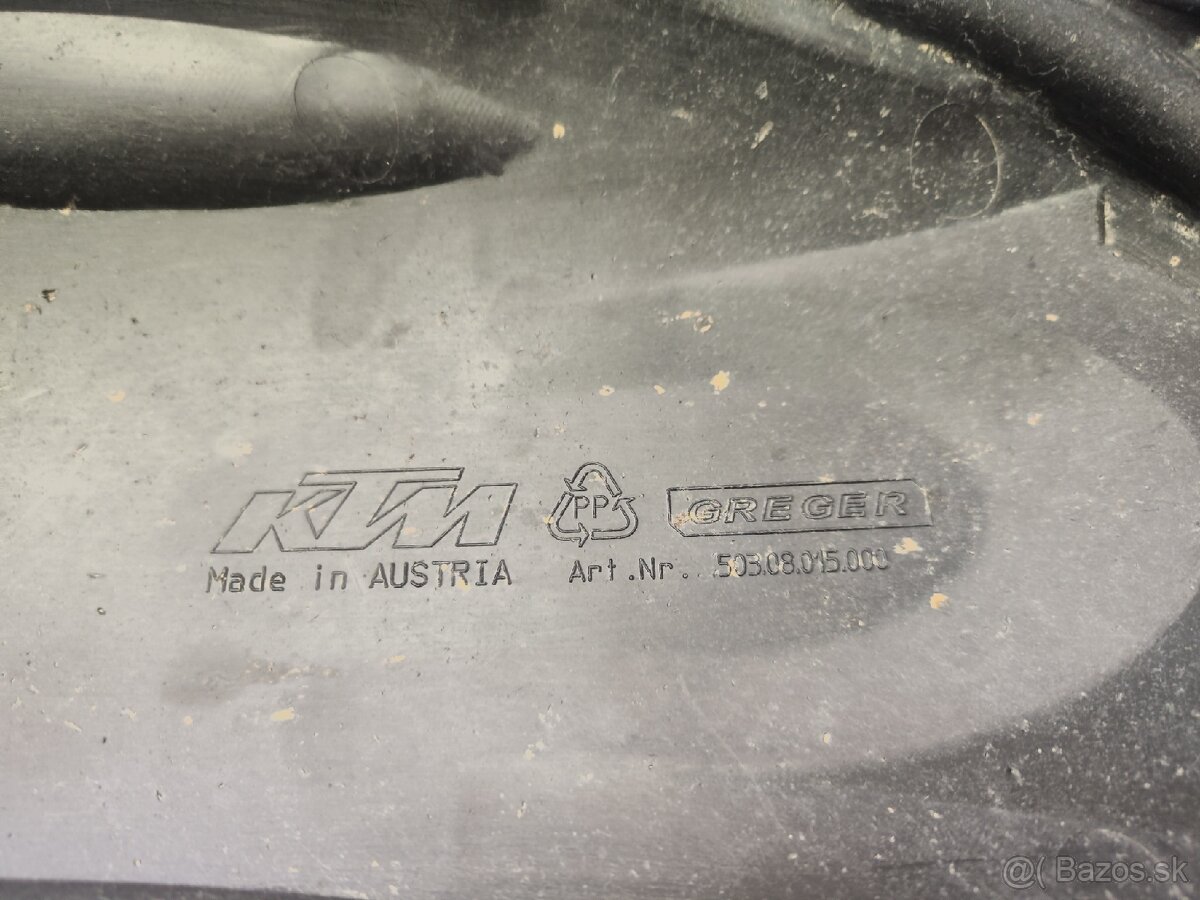 KTM PP GREGER
Made in AUSTRIA Art.Nr. 503.08.015.000
@( Bazos.sk